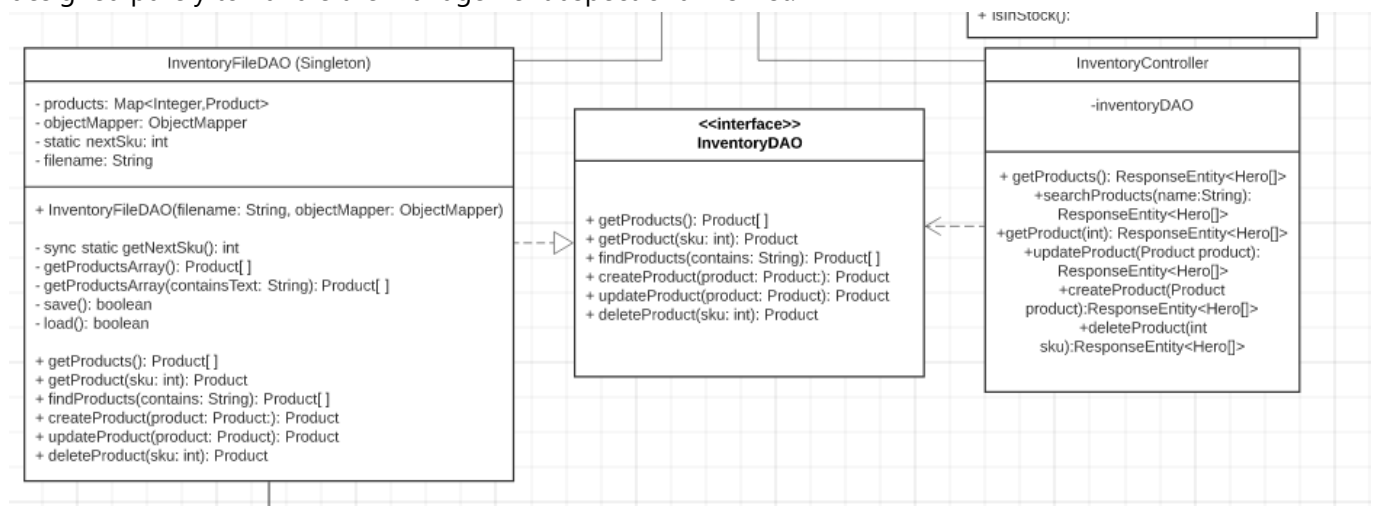 + isInStock():
InventoryFileDAO (Singleton)
- products: Map<Integer,Product>
- objectMapper: ObjectMapper
- static nextSku: int
- filename: String
+ InventoryFileDAO(filename: String, objectMapper: ObjectMapper)
- sync static getNextSku(): int
- getProductsArray(): Product[ ]
- getProductsArray(containsText: String): Product[ ]
- save(): boolean
- load(): boolean
+ getProducts(): Product[ ]
+ getProduct(sku: int): Product
+ findProducts(contains: String): Product[ ]
+ createProduct(product: Product:): Product
+ updateProduct(product: Product): Product
+ deleteProduct(sku: int): Product
<<interface>>
InventoryDAO
+ getProducts(): Product[ ]
+ getProduct(sku: int): Product
+ findProducts(contains: String): Product[ ]
+ createProduct(product: Product:): Product
+ updateProduct(product: Product): Product
+ deleteProduct(sku: int): Product
InventoryController
-inventoryDAO
+ getProducts(): ResponseEntity<Hero[]>
+searchProducts(name:String):
ResponseEntity<Hero[]>
+getProduct(int): ResponseEntity<Hero[]>
+updateProduct(Product product):
ResponseEntity<Hero[]>
+createProduct(Product
product):ResponseEntity<Hero[]>
+deleteProduct(int
sku):ResponseEntity<Hero[]>